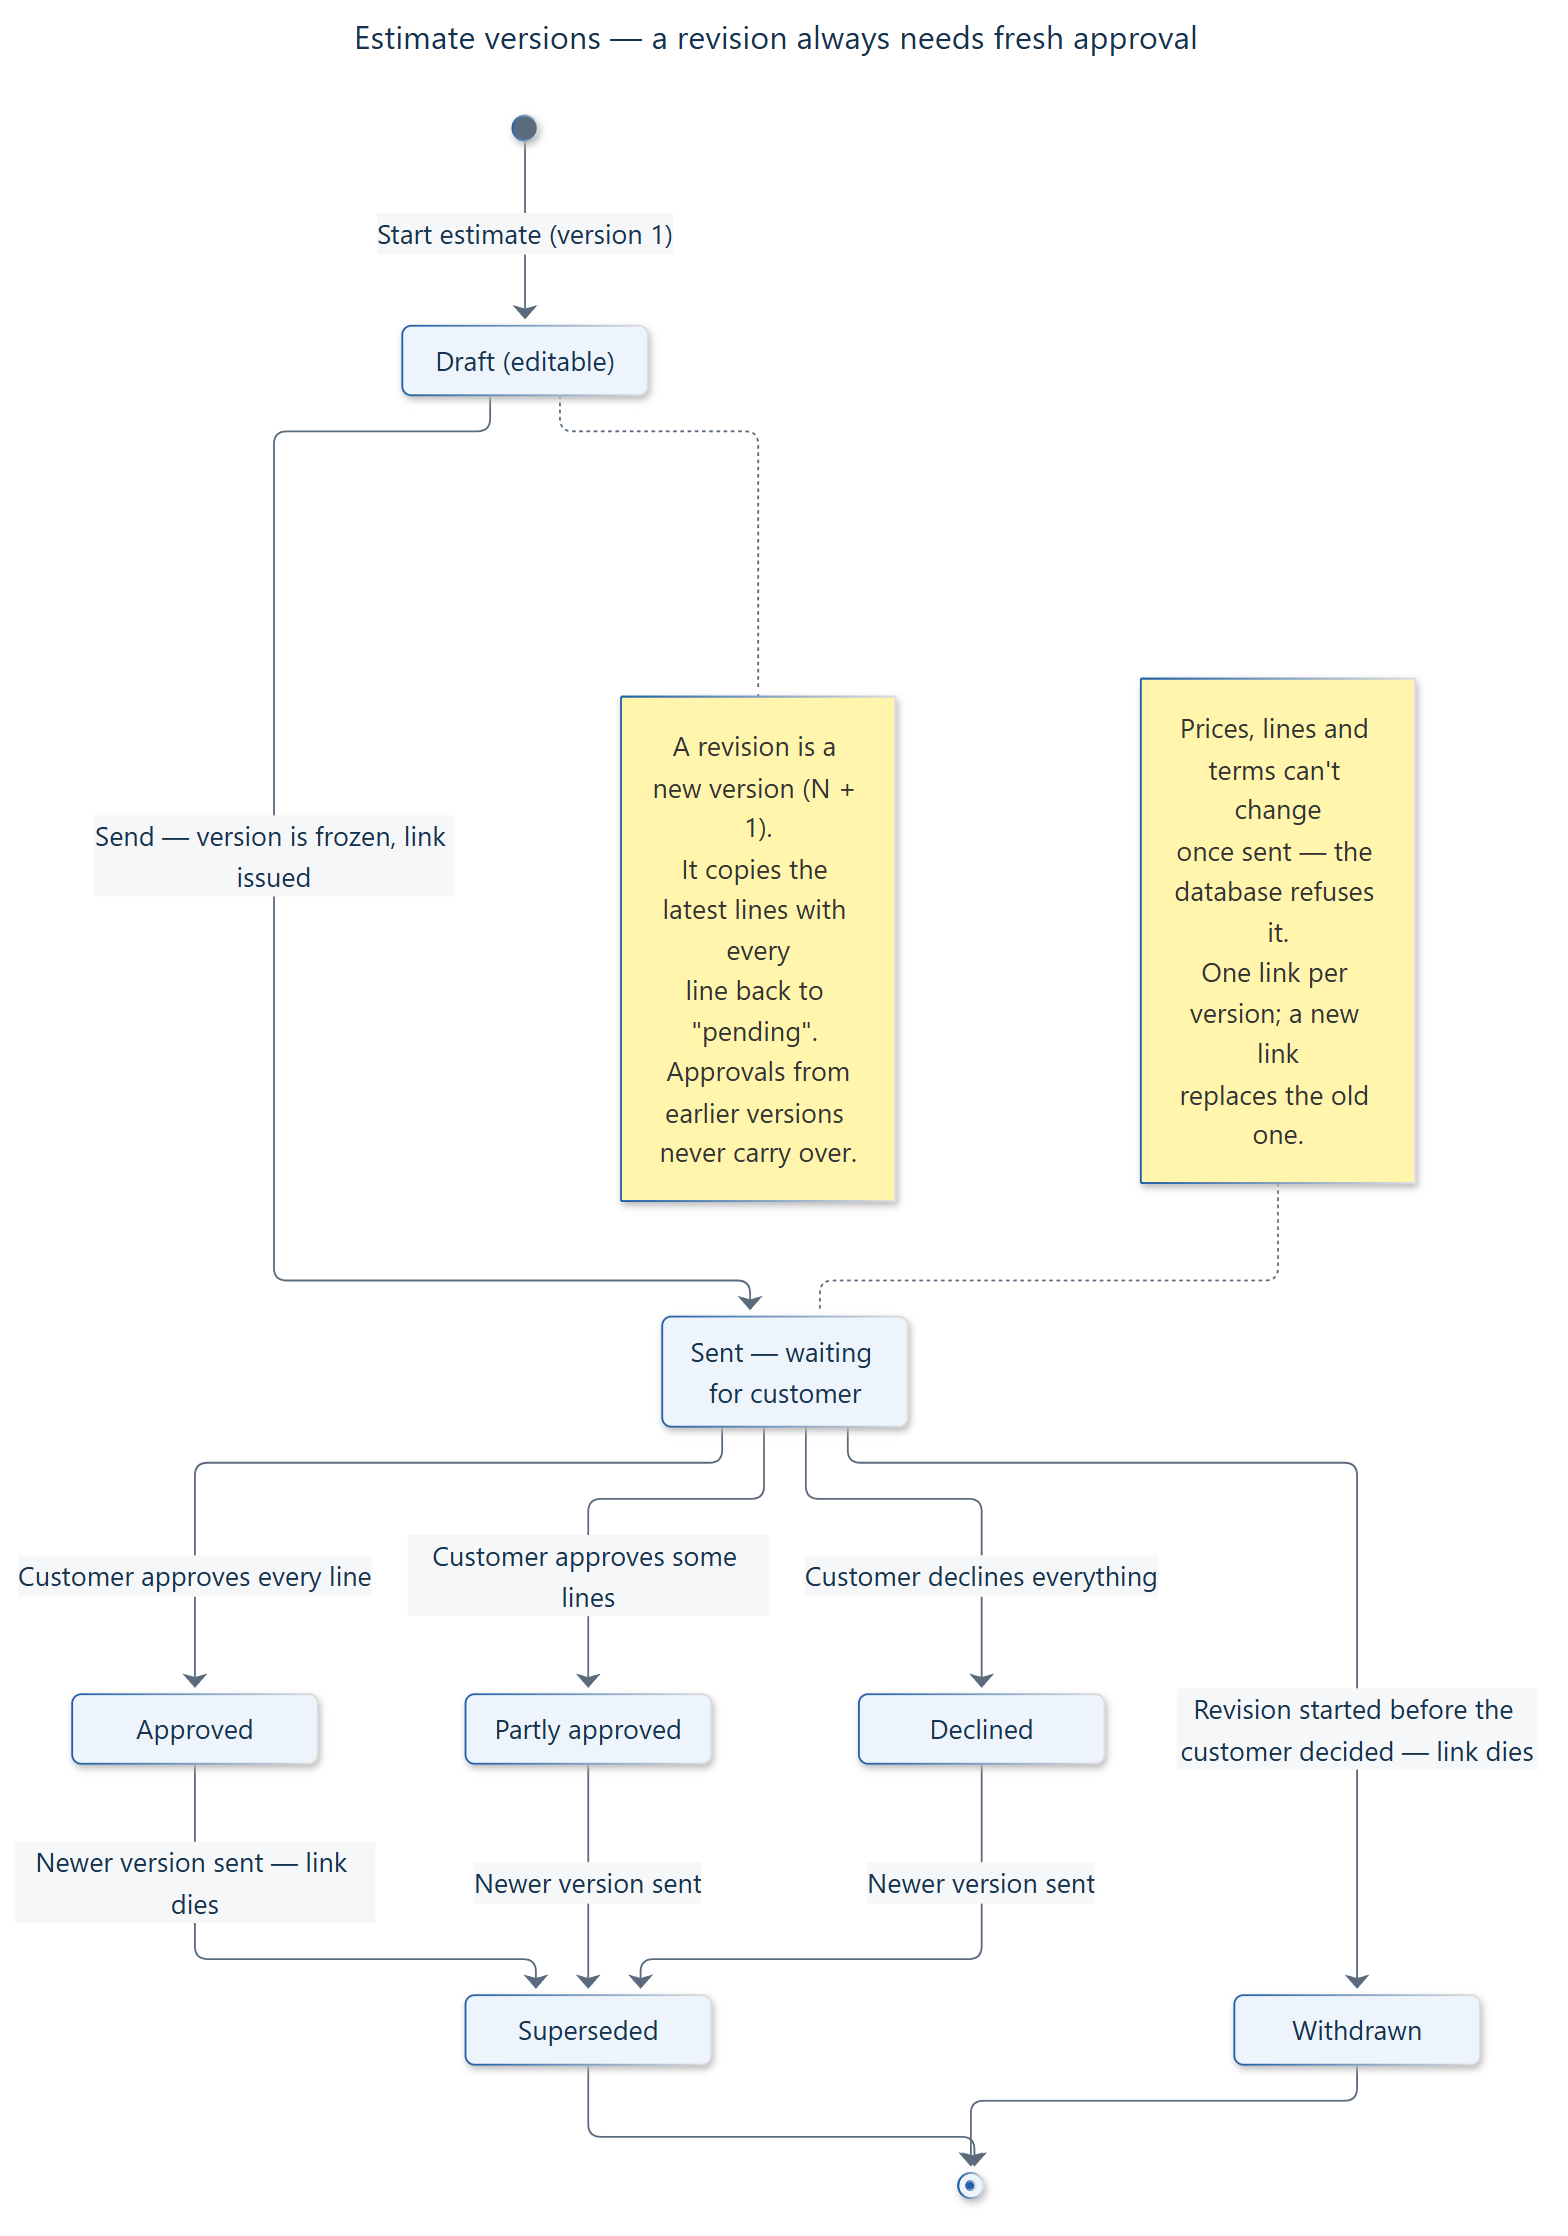 Estimate versions — a revision always needs fresh approval
Start estimate (version 1)
Draft (editable)
Send — version is frozen, link
issued
A revision is a
new version (N +
1).
It copies the
latest lines with
every
line back to
"pending".
Approvals from
earlier versions
never carry over.
Prices, lines and
terms can't
change
once sent — the
database refuses
it.
One link per
version; a new
link
replaces the old
one.
Sent — waiting
for customer
Customer approves every line
Customer approves some
lines
Customer declines everything
Revision started before the
customer decided — link dies
Approved
Partly approved
Declined
Newer version sent — link
dies
Newer version sent
Newer version sent
Superseded
Withdrawn